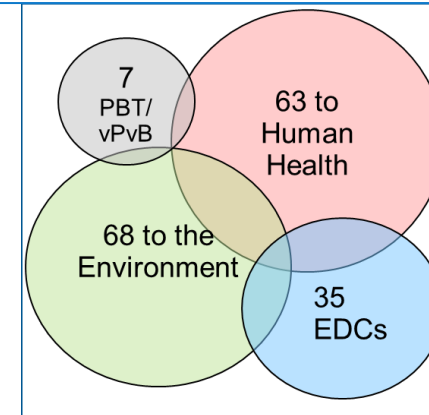 7
PBT/
vPvB
63 to
Human
Health
68 to the
Environment
35
EDCs